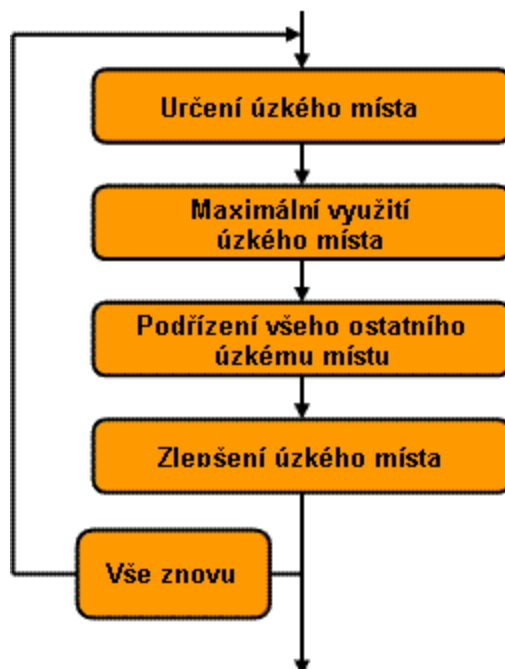 Určení úzkého místa
Maximální využití
úzkého místa
Podřízení všeho ostatního
úzkému místu
Zlepšení úzkého místa
Vše znovu